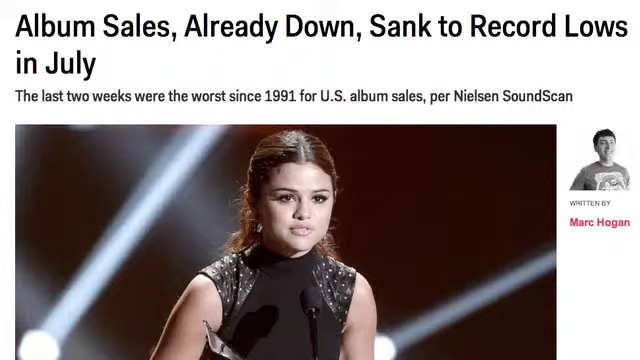 Album Sales, Already Down, Sank to Record Lows
in July
The last two weeks were the worst since 1991 for U.S. album sales, per Nielsen SoundScan
WRITTEN BY
Marc Hogan